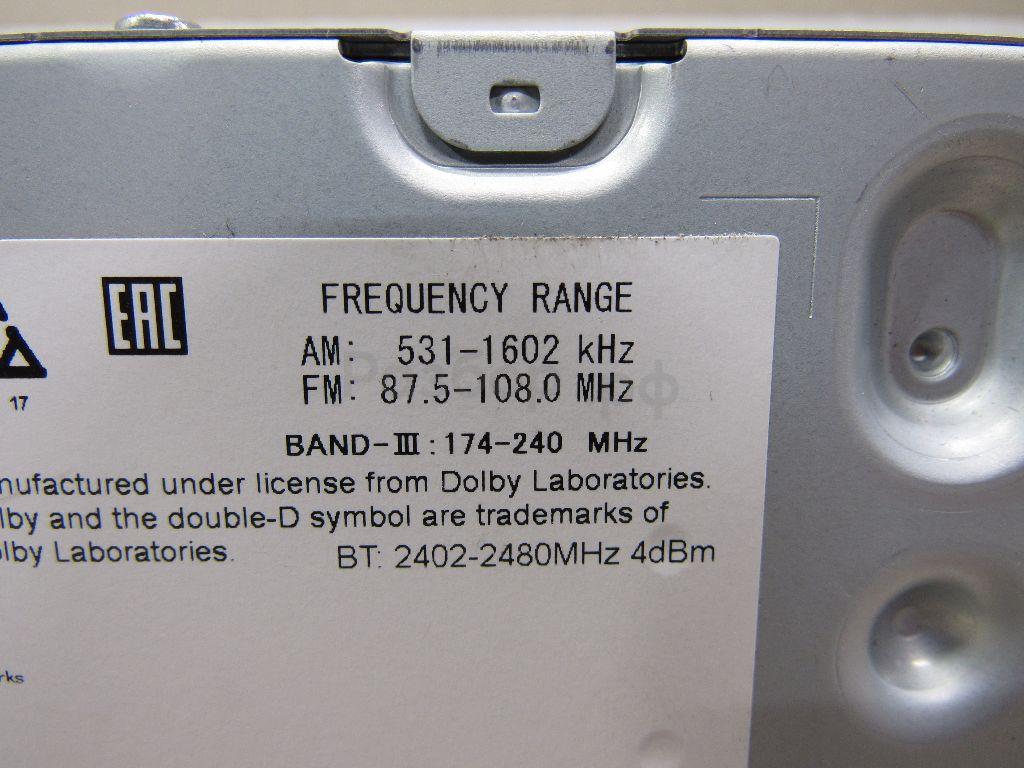 EAC
FREQUENCY RANGE
AM: 531-1602 kHz
17
FM: 87.5-108.0 MHz
BAND-III: 174-240 MHz
nufactured under license from Dolby Laboratories.
lby and the double-D symbol are trademarks of
olby Laboratories.
BT: 2402-2480MHz 4dBm
rks